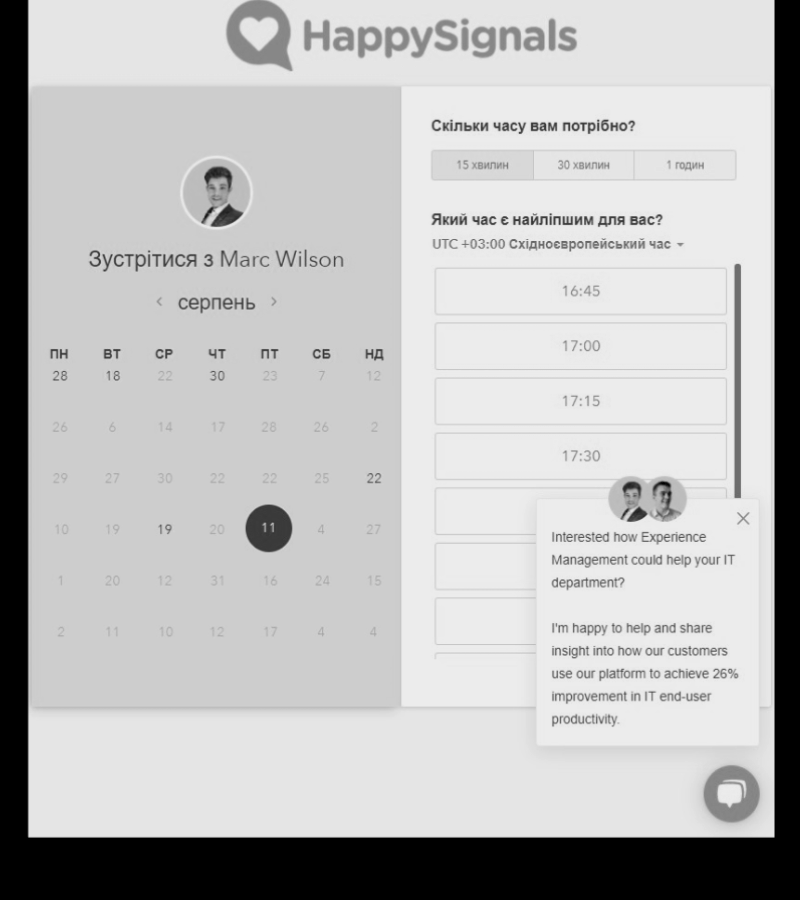 HappySignals
Зустрітися з Marc Wilson
серпень
ПН ВТ СР ЧТ ПТ СБ НД
28 18 22 30 23 7 12
26 6 14 17 28 26 2
29 27 30 22 22 25 22
10 19 19 20 11 4 27
1 20 12 31 16 24 15
2 11 10 12 17 4 4
Скільки часу вам потрібно?
15 хвилин 30 хвилин 1 годин
Який час є найліпшим для вас?
UTC +03:00 Східноєвропейський час
16:45
17:00
17:15
17:30
Interested how Experience
Management could help your IT
department?
I'm happy to help and share
insight into how our customers
use our platform to achieve 26%
improvement in IT end-user
productivity.